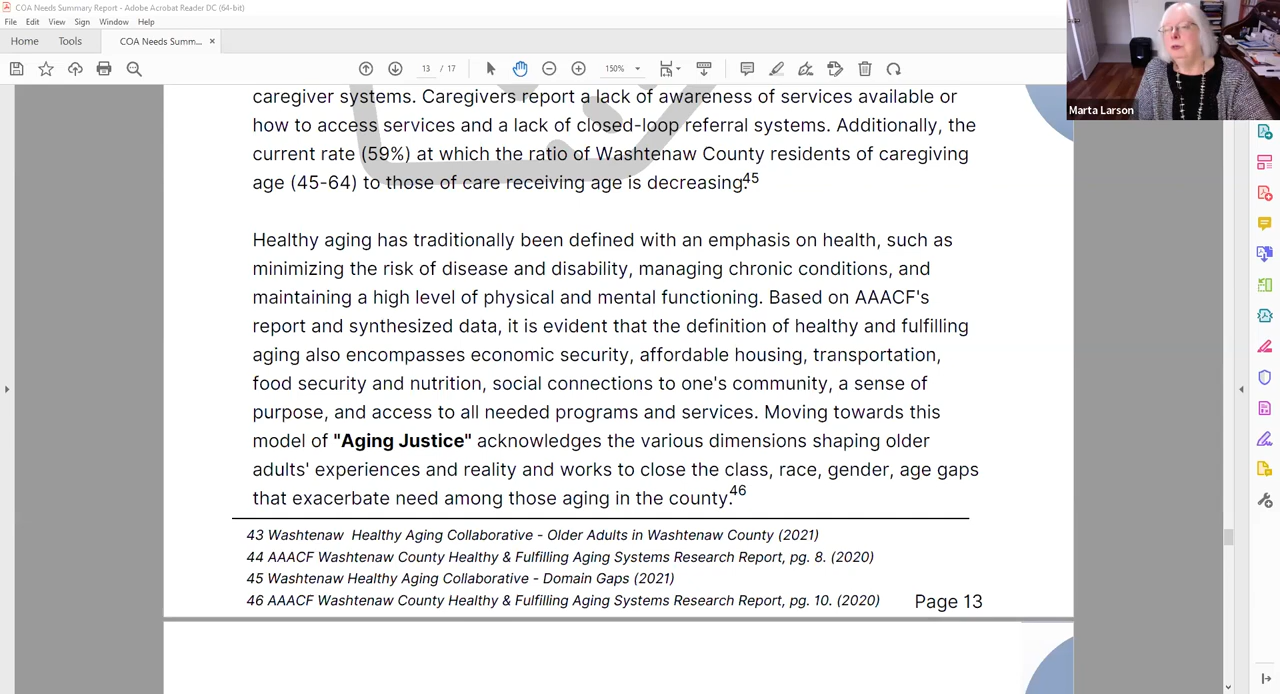 COA Needs Summary Report - Adobe Acrobat Reader DC (64-bit)
File Edit View Sign Window Help
Home Tools COA Needs Summ... ×
13 / 17 150%
Marta Larson
caregiver systems. Caregivers report a lack of awareness of services available or
how to access services and a lack of closed-loop referral systems. Additionally, the
current rate (59%) at which the ratio of Washtenaw County residents of caregiving
age (45-64) to those of care receiving age is decreasing.45
Healthy aging has traditionally been defined with an emphasis on health, such as
minimizing the risk of disease and disability, managing chronic conditions, and
maintaining a high level of physical and mental functioning. Based on AAACF's
report and synthesized data, it is evident that the definition of healthy and fulfilling
aging also encompasses economic security, affordable housing, transportation,
food security and nutrition, social connections to one's community, a sense of
purpose, and access to all needed programs and services. Moving towards this
model of "Aging Justice" acknowledges the various dimensions shaping older
adults' experiences and reality and works to close the class, race, gender, age gaps
that exacerbate need among those aging in the county.46
43 Washtenaw Healthy Aging Collaborative - Older Adults in Washtenaw County (2021)
44 AAACF Washtenaw County Healthy & Fulfilling Aging Systems Research Report, pg. 8. (2020)
45 Washtenaw Healthy Aging Collaborative - Domain Gaps (2021)
46 AAACF Washtenaw County Healthy & Fulfilling Aging Systems Research Report, pg. 10. (2020)
Page 13